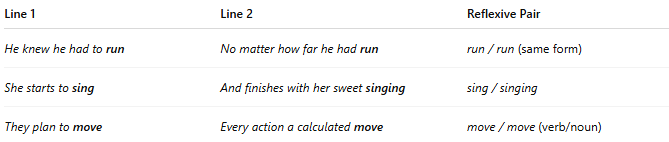 Line 1 Line 2 Reflexive Pair
He knew he had to run No matter how far he had run run / run (same form)
She starts to sing And finishes with her sweet singing sing / singing
They plan to move Every action a calculated move move / move (verb/noun)